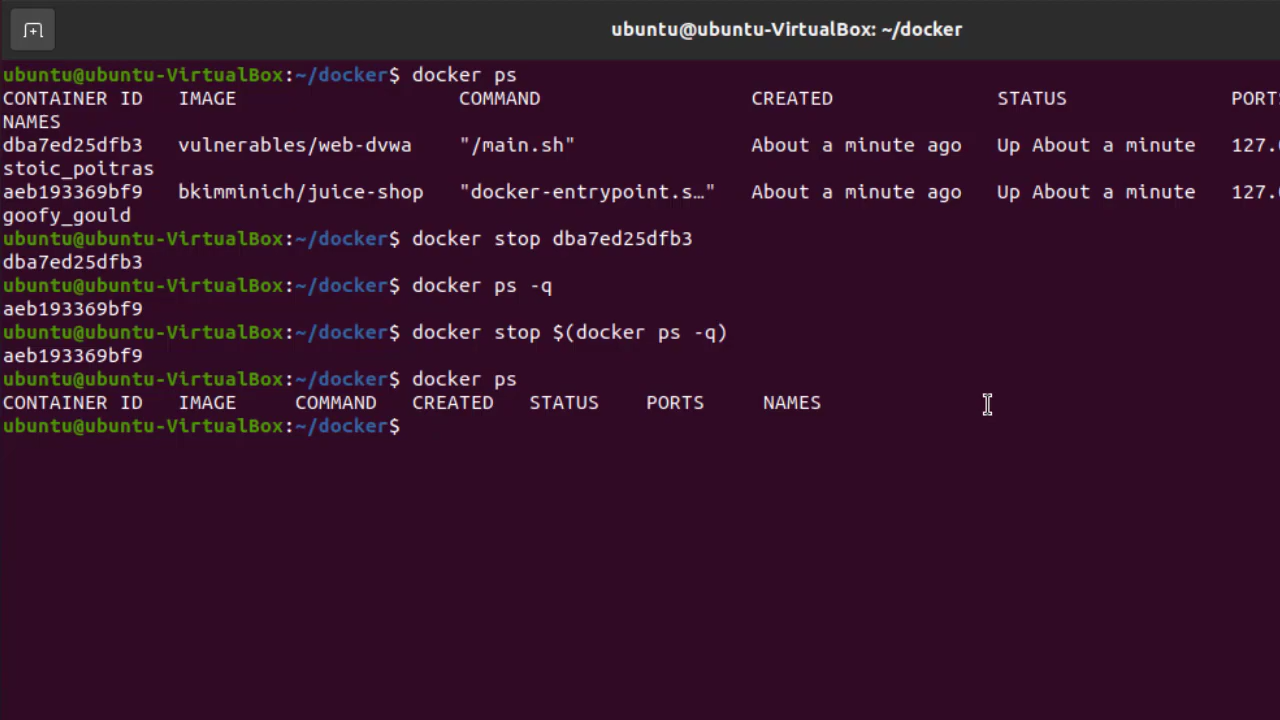 ubuntu@ubuntu-VirtualBox: ~/docker
ubuntu@ubuntu-VirtualBox:~/docker$ docker ps
CONTAINER ID   IMAGE                   COMMAND                  CREATED              STATUS              PORTS
NAMES
dba7ed25dfb3   vulnerables/web-dvwa    "/main.sh"               About a minute ago   Up About a minute   127.
stoic_poitras
aeb193369bf9   bkimminich/juice-shop   "docker-entrypoint.s…"   About a minute ago   Up About a minute   127.
goofy_gould
ubuntu@ubuntu-VirtualBox:~/docker$ docker stop dba7ed25dfb3
dba7ed25dfb3
ubuntu@ubuntu-VirtualBox:~/docker$ docker ps -q
aeb193369bf9
ubuntu@ubuntu-VirtualBox:~/docker$ docker stop $(docker ps -q)
aeb193369bf9
ubuntu@ubuntu-VirtualBox:~/docker$ docker ps
CONTAINER ID   IMAGE     COMMAND   CREATED   STATUS    PORTS     NAMES
ubuntu@ubuntu-VirtualBox:~/docker$